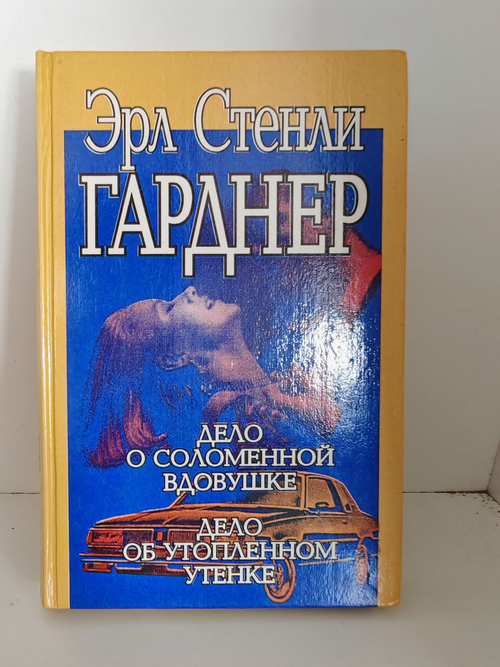 Эрл Стенли
ГАРДНЕР
ДЕЛО
О СОЛОМЕННОЙ
ВДОВУШКЕ
ДЕЛО
ОБ УТОПЛЕННОМ
УТЕНКЕ